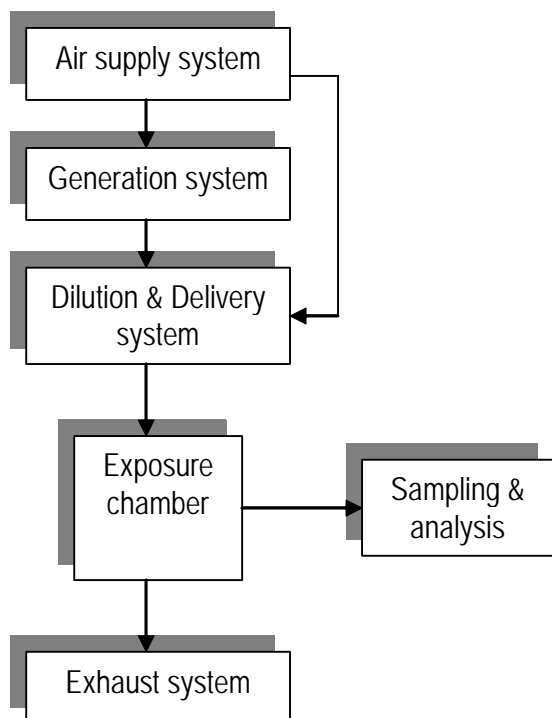 Air supply system
Generation system
Dilution & Delivery
system
Exposure
chamber
Sampling &
analysis
Exhaust system